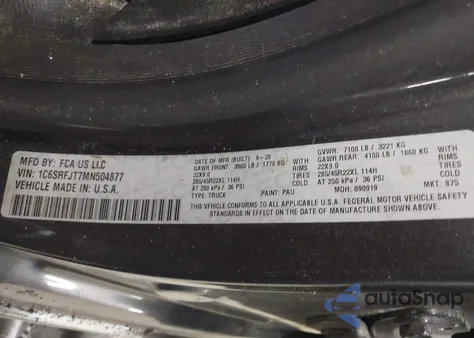 MFD BY: FCA US LLC
VIN: 1C6SRFJT7MN504877
VEHICLE MADE IN U.S.A.
DATE OF MFR (BUILT) 9-20
GAWR FRONT: 3900 LB / 1770 KG
22X9.0 RIMS
285/45R22XL 114H TIRES
AT 250 kPa / 36 PSI COLD
TYPE: TRUCK PAINT: PAU
GVWR: 7100 LB / 3221 KG
GAWR REAR: 4100 LB / 1860 KG
22X9.0 WITH RIMS
285/45R22XL 114H TIRES
AT 250 kPa / 36 PSI COLD
MDH: 090919 MKT: 875
THIS VEHICLE CONFORMS TO ALL APPLICABLE U.S.A. FEDERAL MOTOR VEHICLE SAFETY
STANDARDS IN EFFECT ON THE DATE OF MANUFACTURE SHOWN ABOVE.
autoSnap